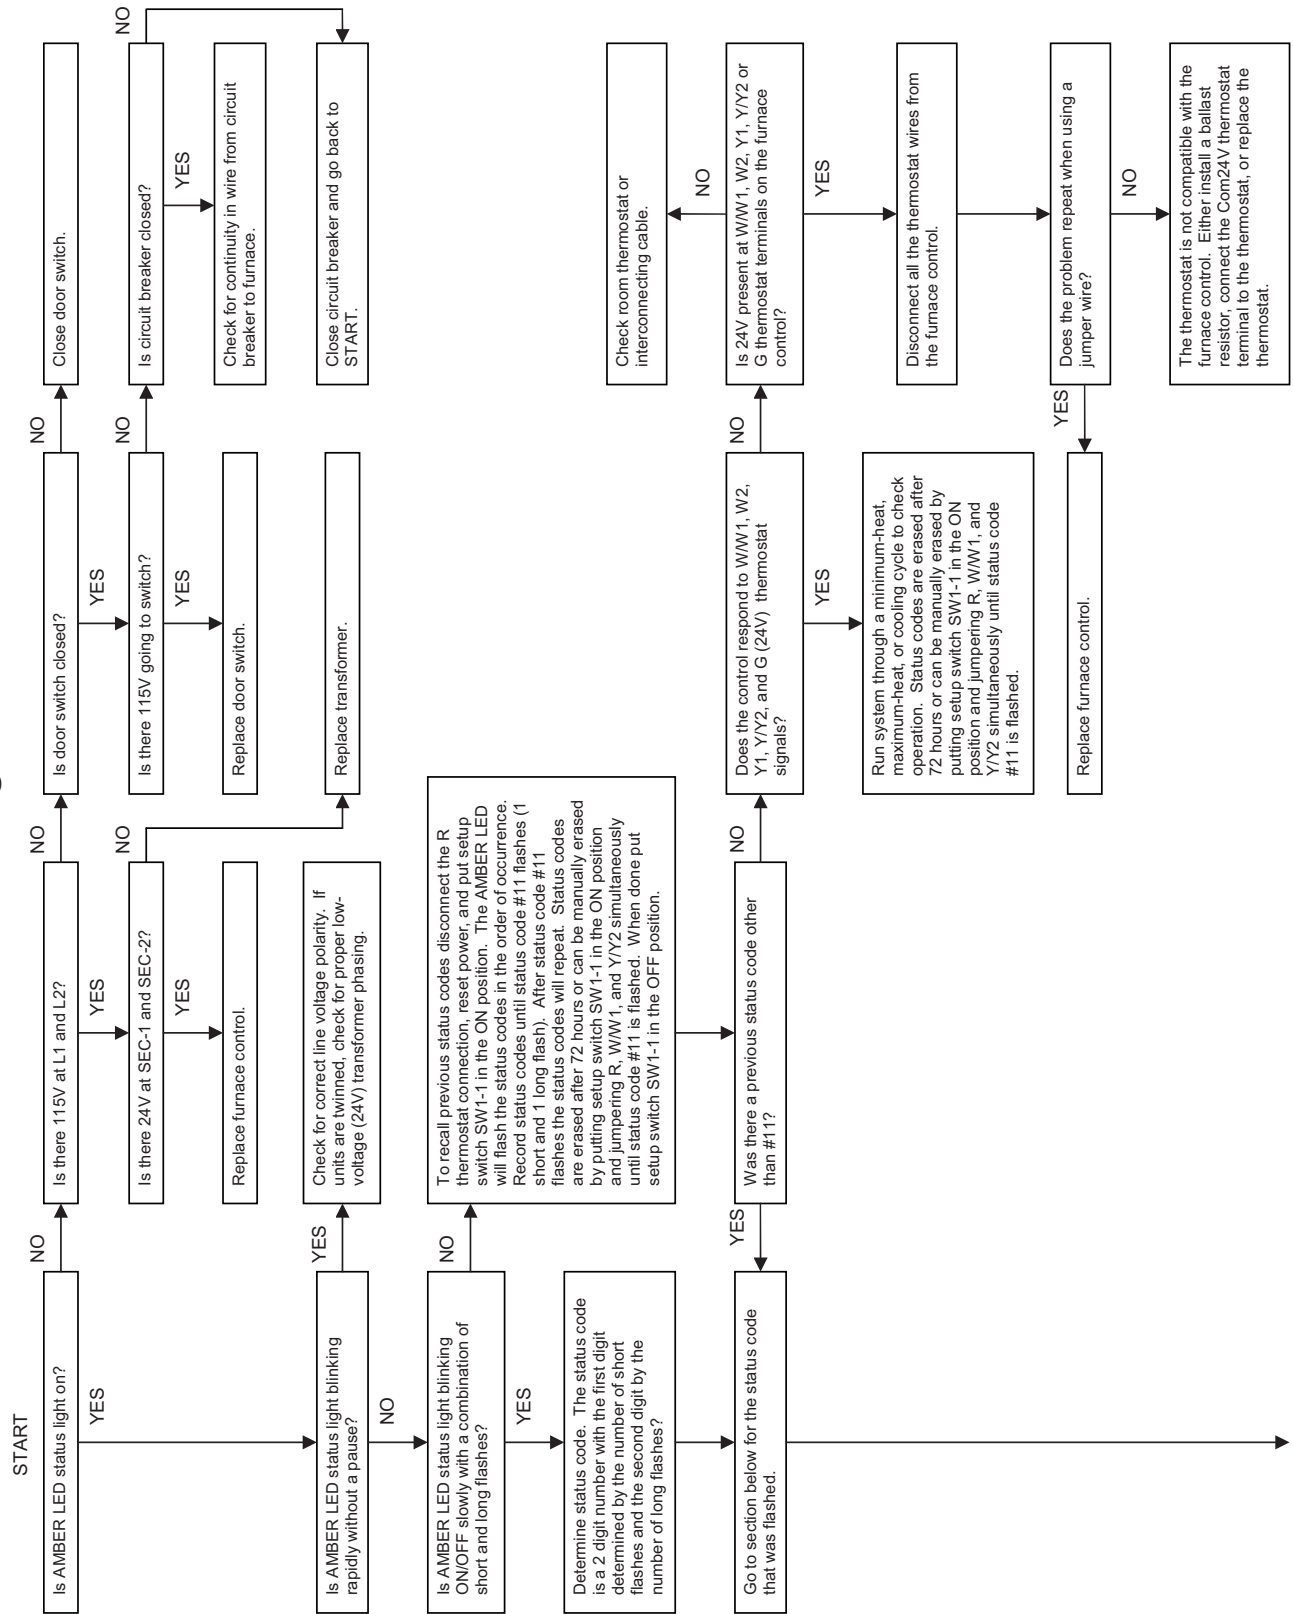 START
Is AMBER LED status light on?
NO
YES
Is there 115V at L1 and L2?
NO
YES
Is door switch closed?
NO
YES
Close door switch.
Is there 24V at SEC-1 and SEC-2?
NO
YES
Is there 115V going to switch?
NO
YES
Is circuit breaker closed?
NO
YES
Replace furnace control.
Replace door switch.
Check for continuity in wire from circuit
breaker to furnace.
Is AMBER LED status light blinking
rapidly without a pause?
YES
NO
Check for correct line voltage polarity.  If
units are twinned, check for proper low-
voltage (24V) transformer phasing.
Replace transformer.
Close circuit breaker and go back to
START.
Is AMBER LED status light blinking
ON/OFF slowly with a combination of
short and long flashes?
NO
YES
To recall previous status codes disconnect the R
thermostat connection, reset power, and put setup
switch SW1-1 in the ON position.  The AMBER LED
will flash the status codes in the order of occurrence.
Record status codes until status code #11 flashes (1
short and 1 long flash).  After status code #11
flashes the status codes will repeat.  Status codes
are erased after 72 hours or can be manually erased
by putting setup switch SW1-1 in the ON position
and jumpering R, W/W1, and Y/Y2 simultaneously
until status code #11 is flashed.  When done put
setup switch SW1-1 in the OFF position.
Determine status code.  The status code
is a 2 digit number with the first digit
determined by the number of short
flashes and the second digit by the
number of long flashes?
Check room thermostat or
interconnecting cable.
NO
Go to section below for the status code
that was flashed.
YES
Was there a previous status code other
than #11?
NO
Does the control respond to W/W1, W2,
Y1, Y/Y2, and G (24V)  thermostat
signals?
NO
YES
Is 24V present at W/W1, W2, Y1, Y/Y2 or
G thermostat terminals on the furnace
control?
YES
Run system through a minimum-heat,
maximum-heat, or cooling cycle to check
operation.  Status codes are erased after
72 hours or can be manually erased by
putting setup switch SW1-1 in the ON
position and jumpering R, W/W1, and
Y/Y2 simultaneously until status code
#11 is flashed.
Disconnect all the thermostat wires from
the furnace control.
Replace furnace control.
YES
Does the problem repeat when using a
jumper wire?
NO
The thermostat is not compatible with the
furnace control.  Either install a ballast
resistor, connect the Com24V thermostat
terminal to the thermostat, or replace the
thermostat.